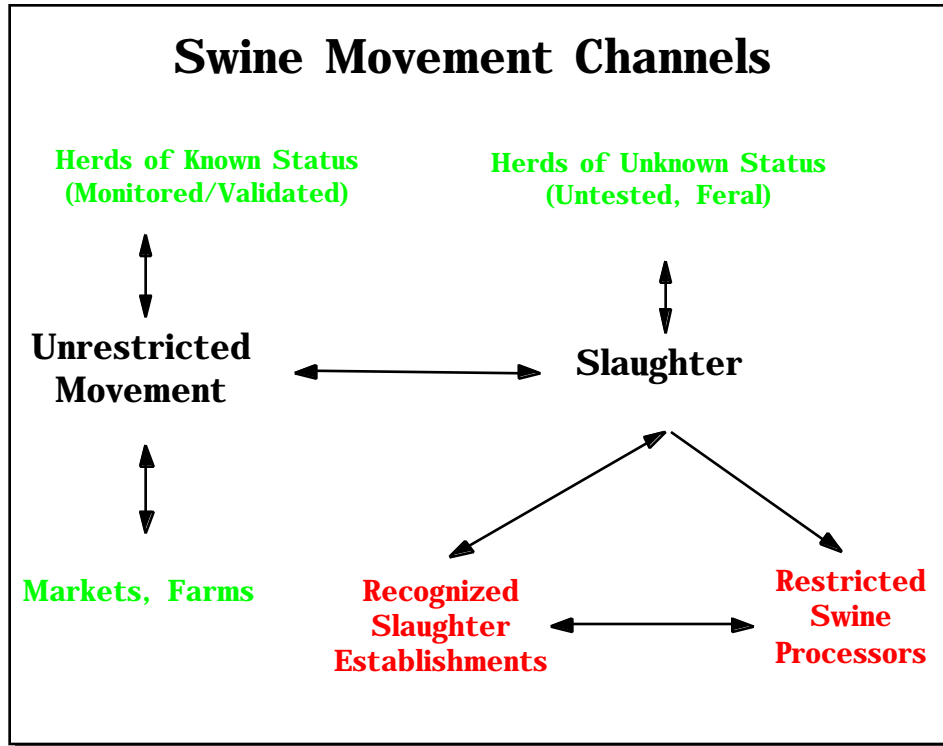 Swine Movement Channels
Herds of Known Status
(Monitored/Validated)
Herds of Unknown Status
(Untested, Feral)
Unrestricted
Movement
Slaughter
Markets, Farms
Recognized
Slaughter
Establishments
Restricted
Swine
Processors